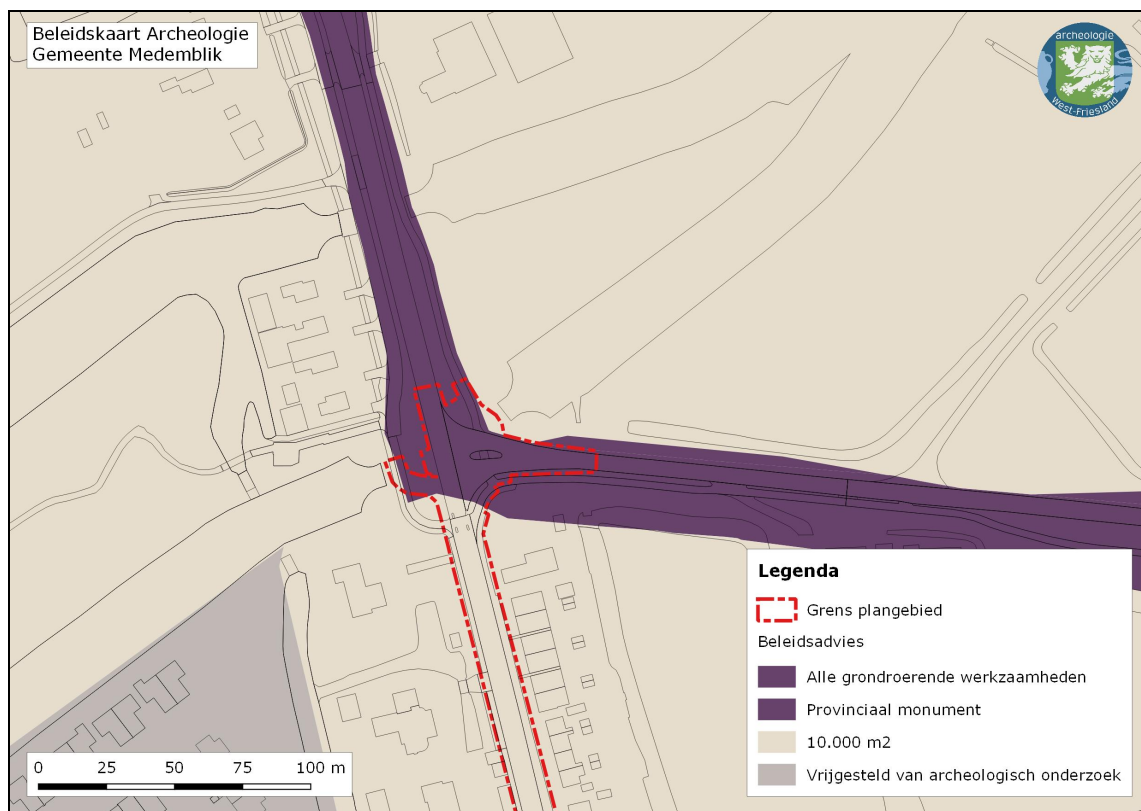 Beleidskaart Archeologie
Gemeente Medemblik
archeologie
West-Friesland
Legenda
Grens plangebied
Beleidsadvies
Alle grondroerende werkzaamheden
Provinciaal monument
10.000 m2
Vrijgesteld van archeologisch onderzoek
0 25 50 75 100 m